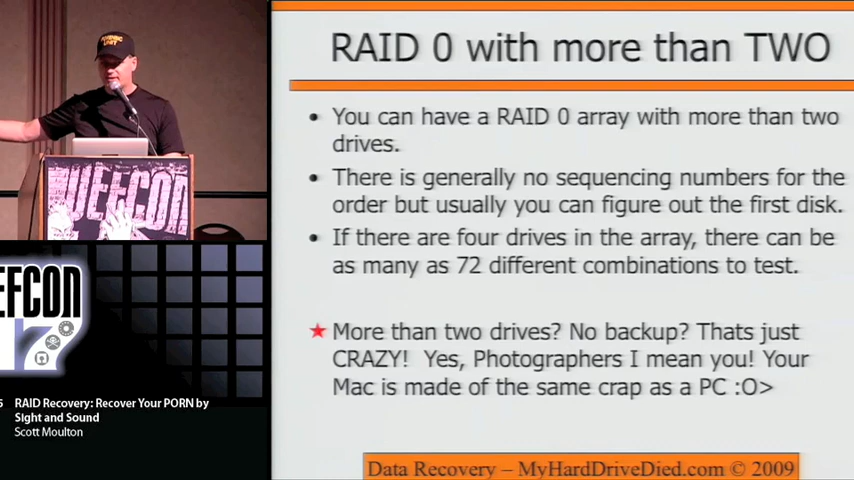 RAID 0 with more than TWO
• You can have a RAID 0 array with more than two
drives.
• There is generally no sequencing numbers for the
order but usually you can figure out the first disk.
• If there are four drives in the array, there can be
as many as 72 different combinations to test.
★ More than two drives? No backup? Thats just
CRAZY! Yes, Photographers I mean you! Your
Mac is made of the same crap as a PC :O>
Data Recovery – MyHardDriveDied.com © 2009
DEFCON
EFCON
17
RAID Recovery: Recover Your PORN by
Sight and Sound
Scott Moulton